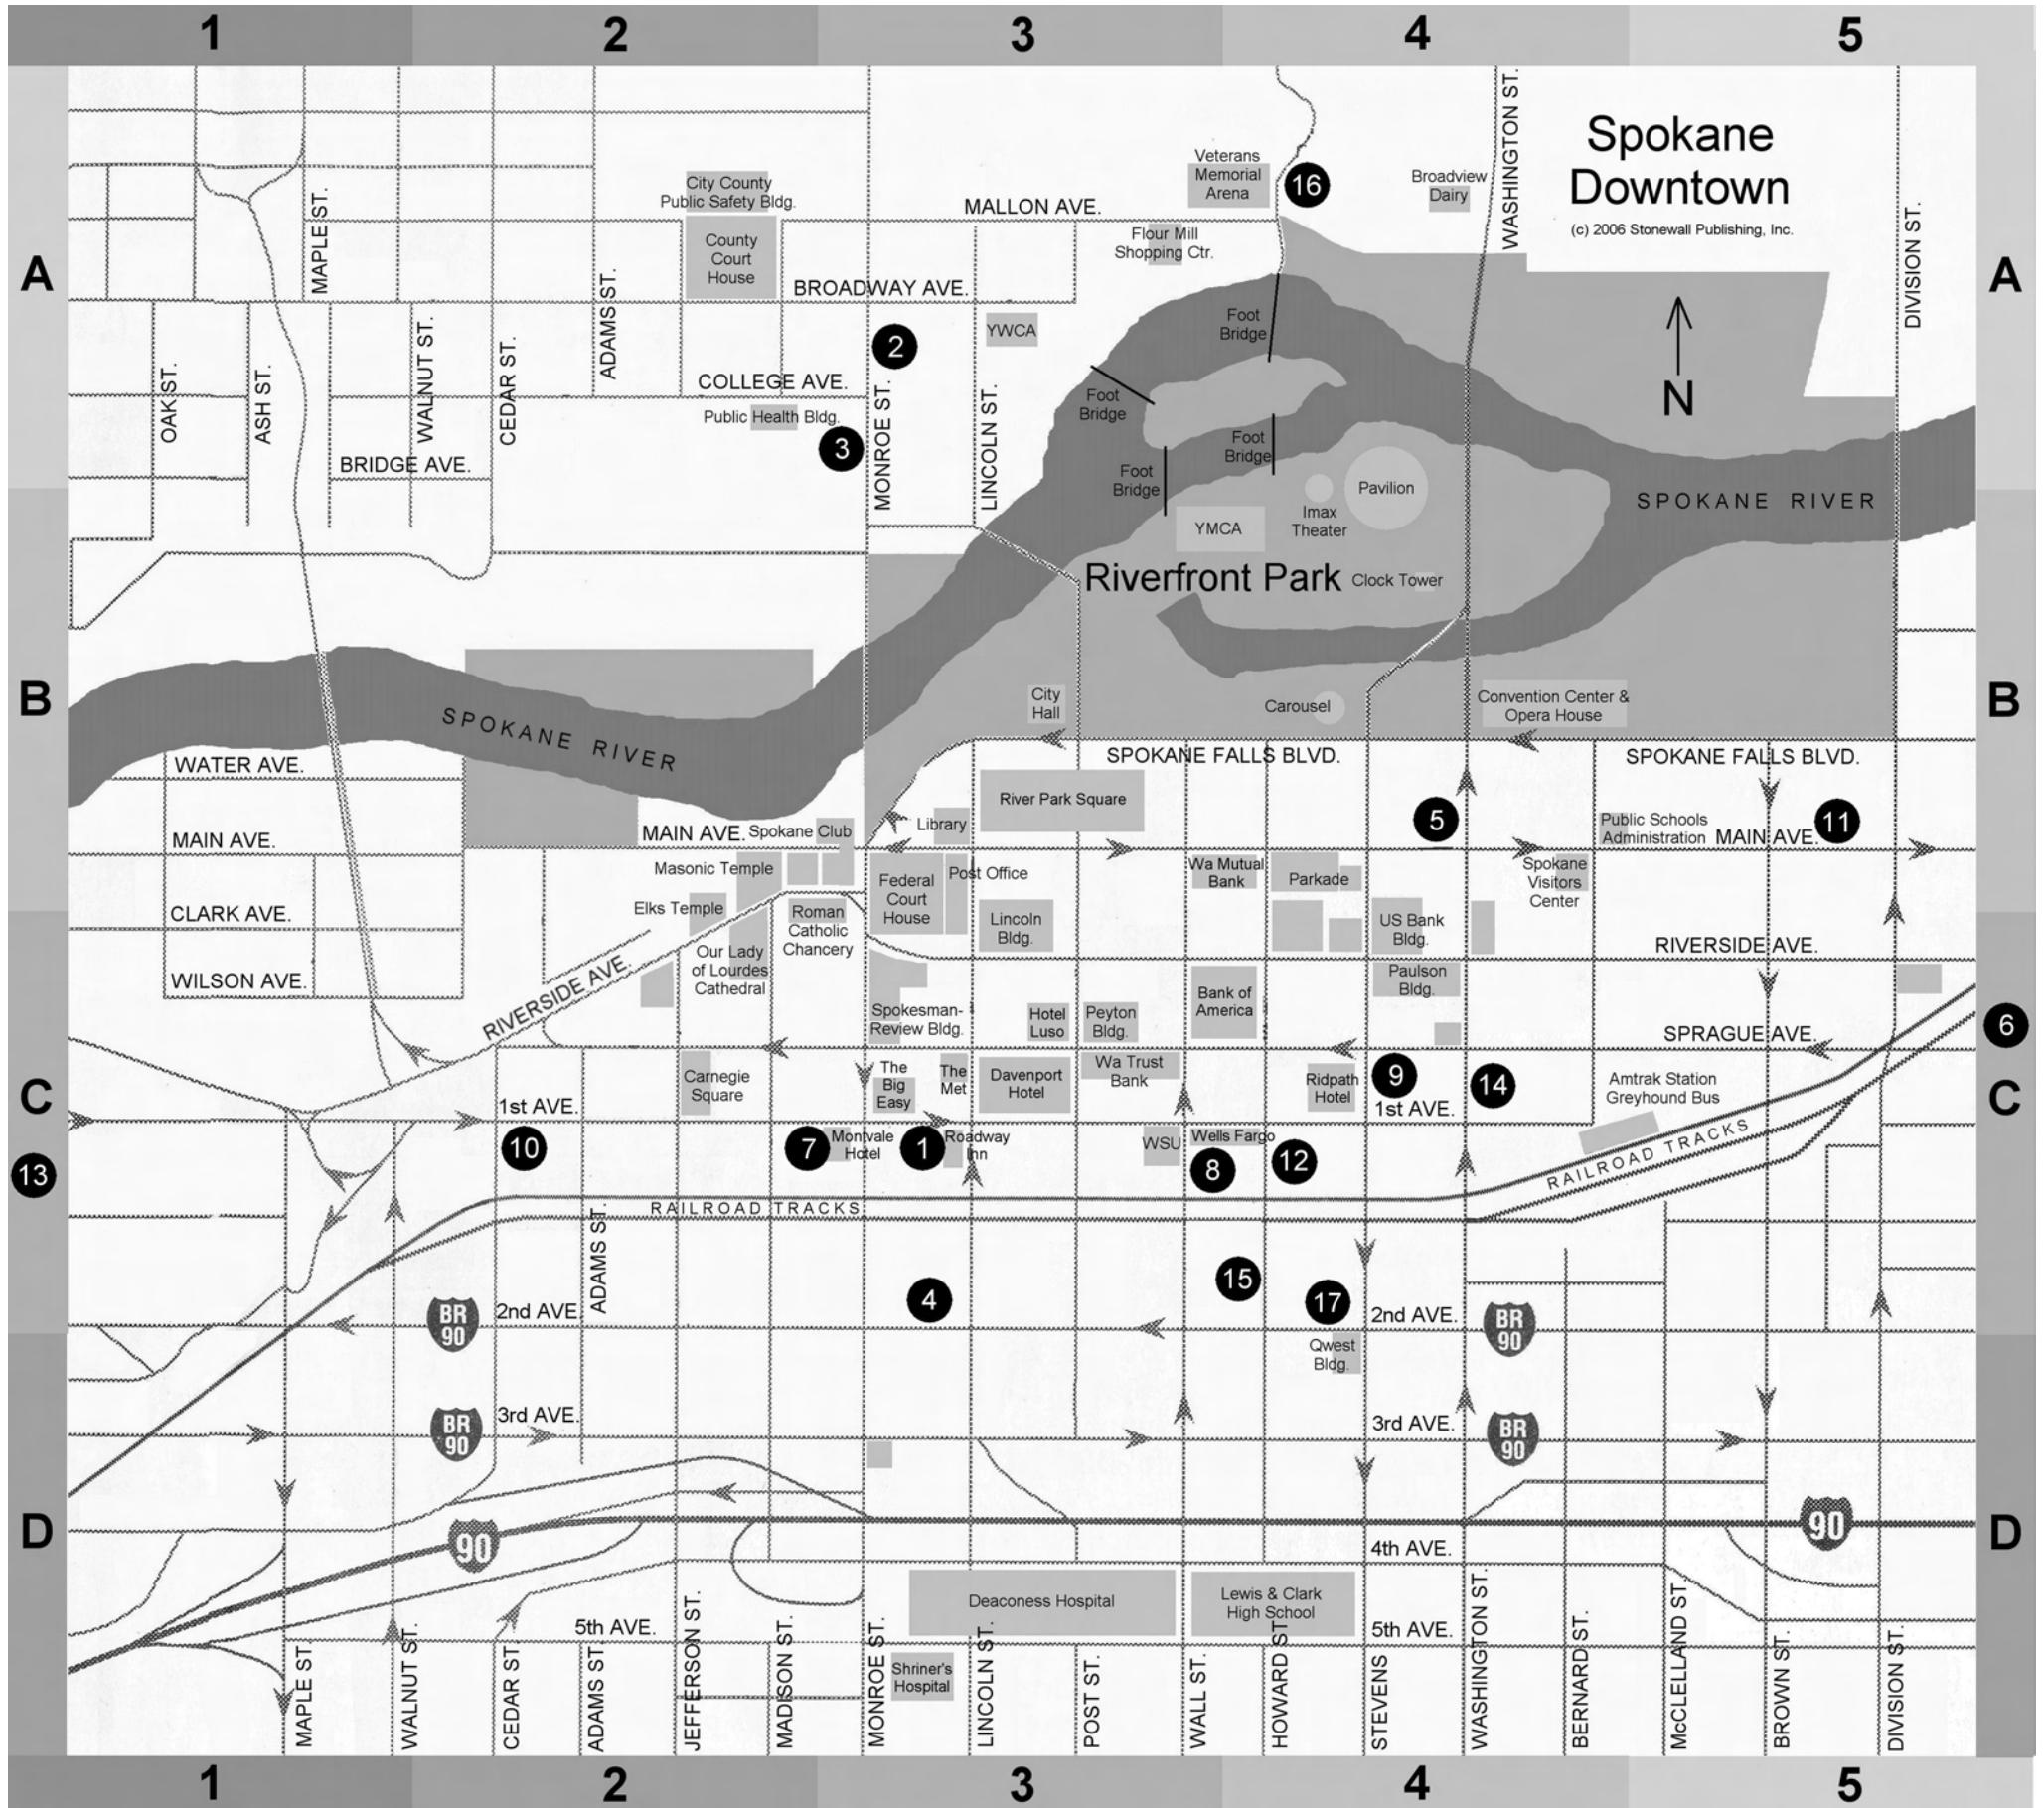 1 2 3 4 5
Spokane
Downtown
(c) 2006 Stonewall Publishing, Inc.
A
A
WASHINGTON ST.
DIVISION ST.
Veterans
Memorial
Arena
16
Broadview
Dairy
City County
Public Safety Bldg.
MALLON AVE.
MAPLE ST.
County
Court
House
Flour Mill
Shopping Ctr.
BROADWAY AVE.
ADAMS ST.
Foot
Bridge
YWCA
2
N
OAK ST.
ASH ST.
WALNUT ST.
CEDAR ST.
COLLEGE AVE.
MONROE ST.
LINCOLN ST.
Foot
Bridge
Public Health Bldg.
3
Foot
Bridge
BRIDGE AVE.
Foot
Bridge
Pavilion
SPOKANE RIVER
Imax
Theater
YMCA
Riverfront Park
Clock Tower
B
B
SPOKANE RIVER
City
Hall
Carousel
Convention Center &
Opera House
WATER AVE.
SPOKANE FALLS BLVD.
SPOKANE FALLS BLVD.
River Park Square
5
11
MAIN AVE.
MAIN AVE.
Spokane Club
Library
Public Schools
Administration
MAIN AVE.
Masonic Temple
Federal
Court
House
Post Office
Wa Mutual
Bank
Parkade
Spokane
Visitors
Center
CLARK AVE.
Elks Temple
Roman
Catholic
Chancery
Lincoln
Bldg.
US Bank
Bldg.
RIVERSIDE AVE.
WILSON AVE.
RIVERSIDE AVE.
Our Lady
of Lourdes
Cathedral
Paulson
Bldg.
Spokesman-
Review Bldg.
Hotel
Luso
Peyton
Bldg.
Bank of
America
SPRAGUE AVE.
6
C
C
Carnegie
Square
The
Big
Easy
The
Met
Davenport
Hotel
Wa Trust
Bank
Ridpath
Hotel
9
14
Amtrak Station
Greyhound Bus
1st AVE.
1st AVE.
10
7
Montvale
Hotel
1
Roadway
Inn
WSU
Wells Fargo
8
12
13
RAILROAD TRACKS
RAILROAD TRACKS
ADAMS ST.
4
15
17
BR
90
2nd AVE
2nd AVE.
BR
90
Qwest
Bldg.
BR
90
3rd AVE.
3rd AVE.
BR
90
D
D
90
90
4th AVE.
Deaconess Hospital
Lewis & Clark
High School
5th AVE.
5th AVE.
Shriner's
Hospital
MAPLE ST
WALNUT ST.
CEDAR ST
ADAMS ST.
JEFFERSON ST.
MADISON ST.
MONROE ST.
LINCOLN ST.
POST ST.
WALL ST.
HOWARD ST
STEVENS
WASHINGTON ST.
BERNARD ST.
McCLELLAND ST
BROWN ST.
DIVISION ST.
1 2 3 4 5